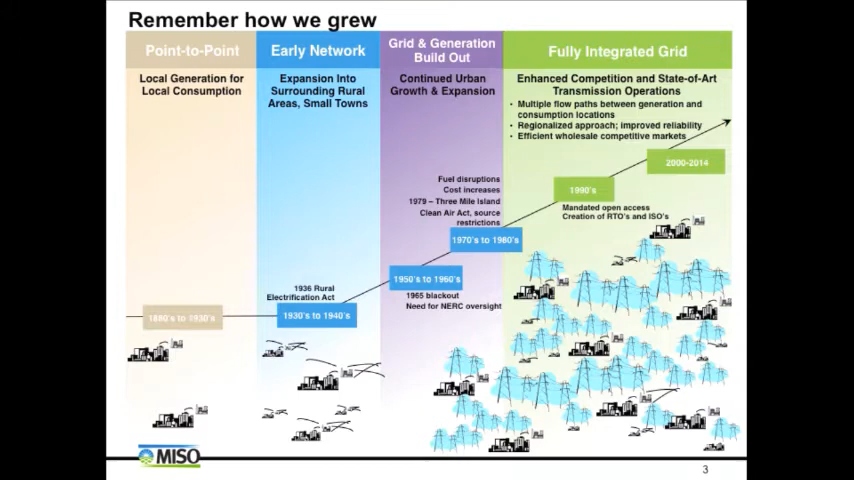 Remember how we grew
Point-to-Point
Local Generation for
Local Consumption
Early Network
Expansion Into
Surrounding Rural
Areas, Small Towns
Grid & Generation
Build Out
Continued Urban
Growth & Expansion
Fully Integrated Grid
Enhanced Competition and State-of-Art
Transmission Operations
• Multiple flow paths between generation and
consumption locations
• Regionalized approach; improved reliability
• Efficient wholesale competitive markets
2000-2014
1990's
Mandated open access
Creation of RTO's and ISO's
Fuel disruptions
Cost increases
1979 – Three Mile Island
Clean Air Act, source
restrictions
1970's to 1980's
1950's to 1960's
1965 blackout
Need for NERC oversight
1936 Rural
Electrification Act
1930's to 1940's
1880's to 1930's
MISO
3